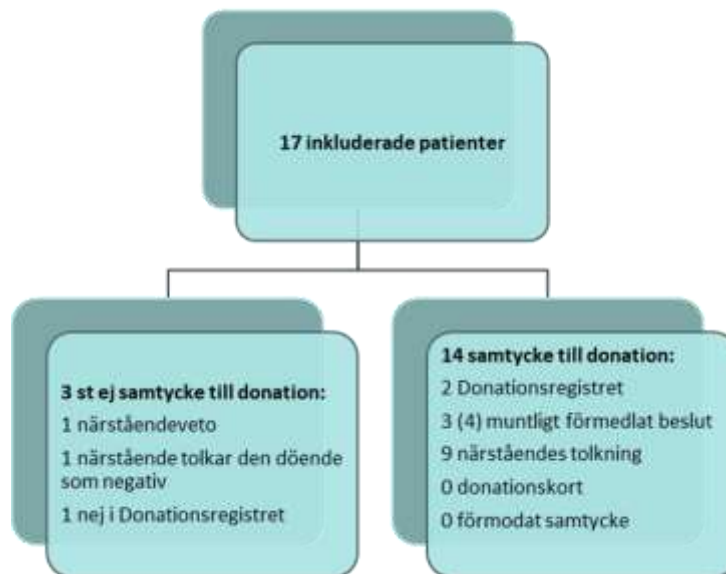 17 inkluderade patienter
3 st ej samtycke till donation:
1 närståendeveto
1 närstående tolkar den döende
som negativ
1 nej i Donationsregistret
14 samtycke till donation:
2 Donationsregistret
3 (4) muntligt förmedlat beslut
9 närståendes tolkning
0 donationskort
0 förmodat samtycke